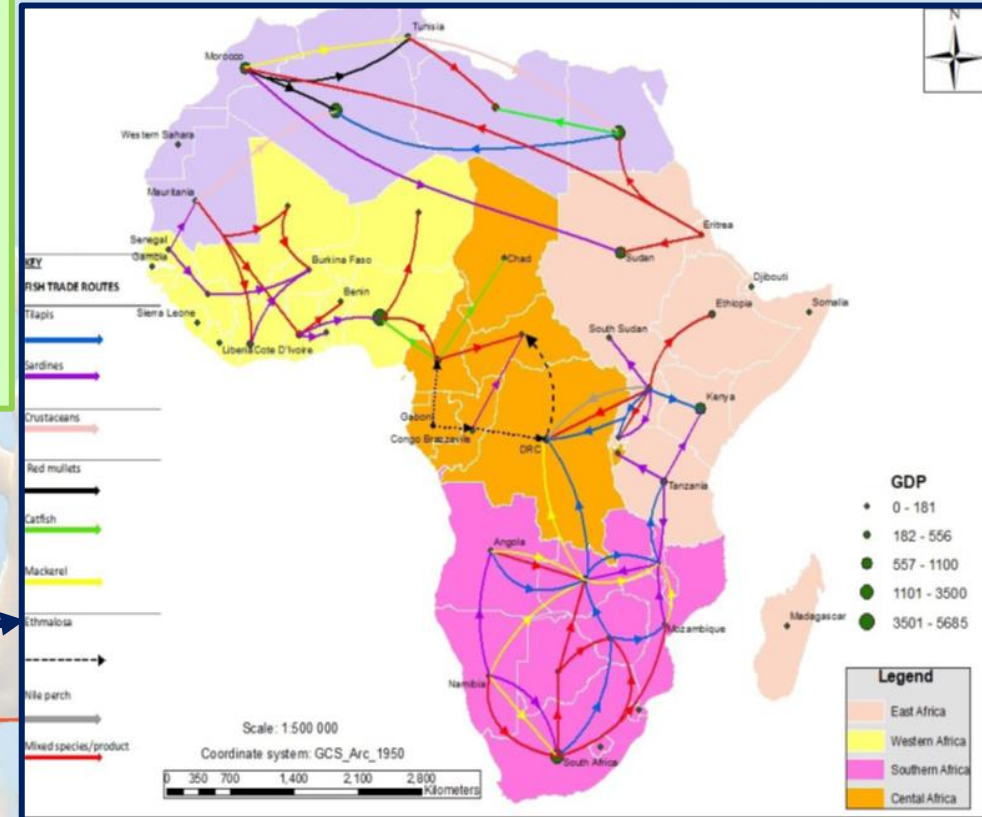 N
Tunisia
Morocco
Western Sahara
Mauritania
Eritrea
Senegal
Gambia
Burkina Faso
Chad
Sudan
Djibouti
Benin
Ethiopia
Somalia
Sierra Leone
South Sudan
Liberia
Cote D'Ivoire
Kenya
Gabon
Congo Brazzaville
DRC
Tanzania
Angola
Mozambique
Madagascar
Namibia
South Africa
KEY
FISH TRADE ROUTES
Tilapis
Sardines
Crustaceans
Red mullets
Catfish
Mackerel
Ethmalosa
Nile perch
Mixed species/product
GDP
0 - 181
182 - 556
557 - 1100
1101 - 3500
3501 - 5685
Legend
East Africa
Western Africa
Southern Africa
Cental Africa
Scale: 1:500 000
Coordinate system: GCS_Arc_1950
0 350 700 1,400 2,100 2,800
Kilometers